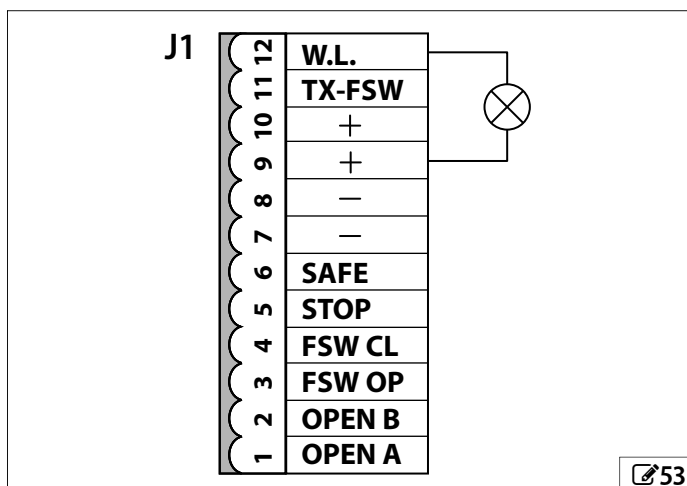 J1
12 W.L.
11 TX-FSW
10 +
9 +
8 —
7 —
6 SAFE
5 STOP
4 FSW CL
3 FSW OP
2 OPEN B
1 OPEN A
53